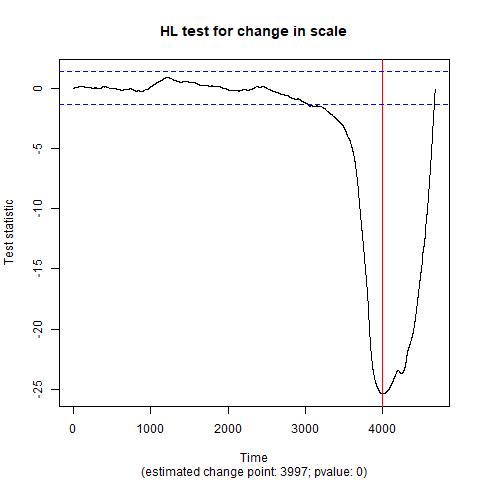 HL test for change in scale
Test statistic
0
-5
-10
-15
-20
-25
0 1000 2000 3000 4000
Time
(estimated change point: 3997; pvalue: 0)